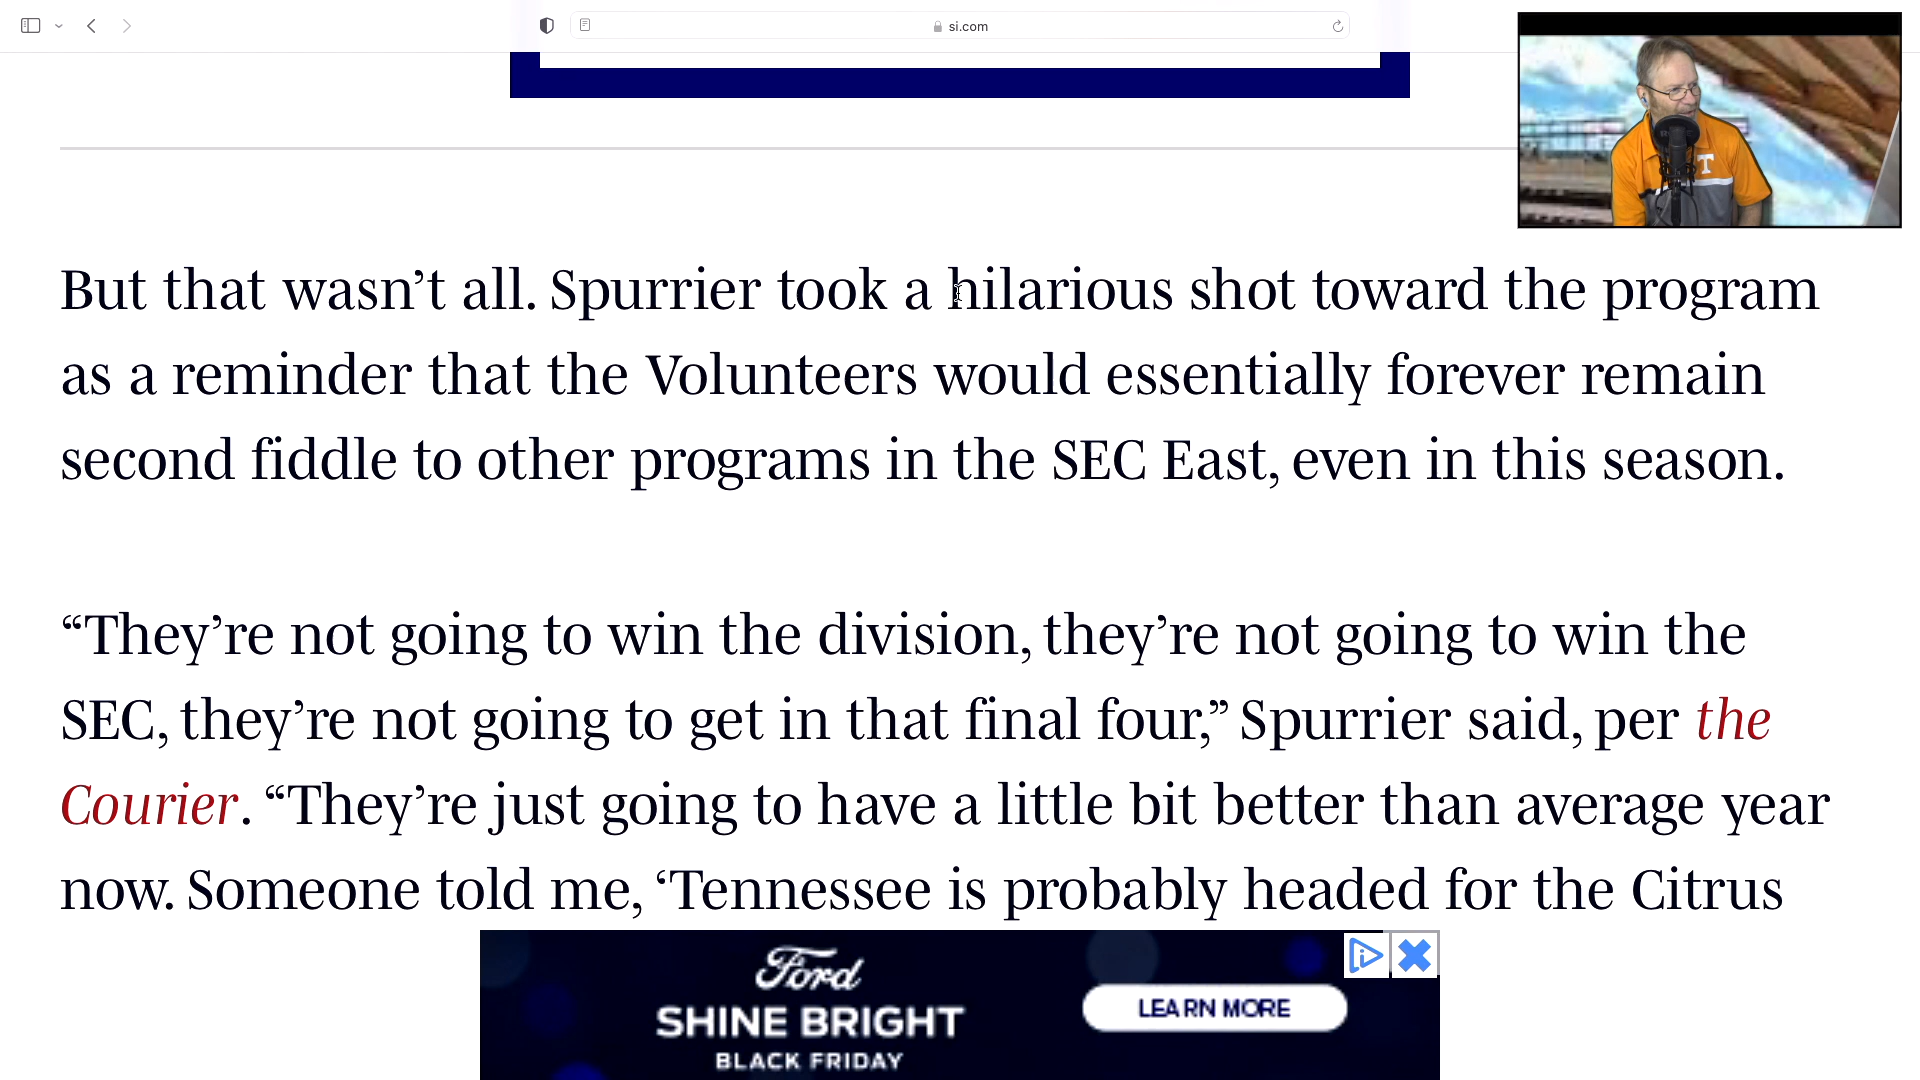 si.com
T
But that wasn’t all. Spurrier took a hilarious shot toward the program
as a reminder that the Volunteers would essentially forever remain
second fiddle to other programs in the SEC East, even in this season.
“They’re not going to win the division, they’re not going to win the
SEC, they’re not going to get in that final four,” Spurrier said, per the
Courier. “They’re just going to have a little bit better than average year
now. Someone told me, ‘Tennessee is probably headed for the Citrus
Ford
SHINE BRIGHT
BLACK FRIDAY
LEARN MORE